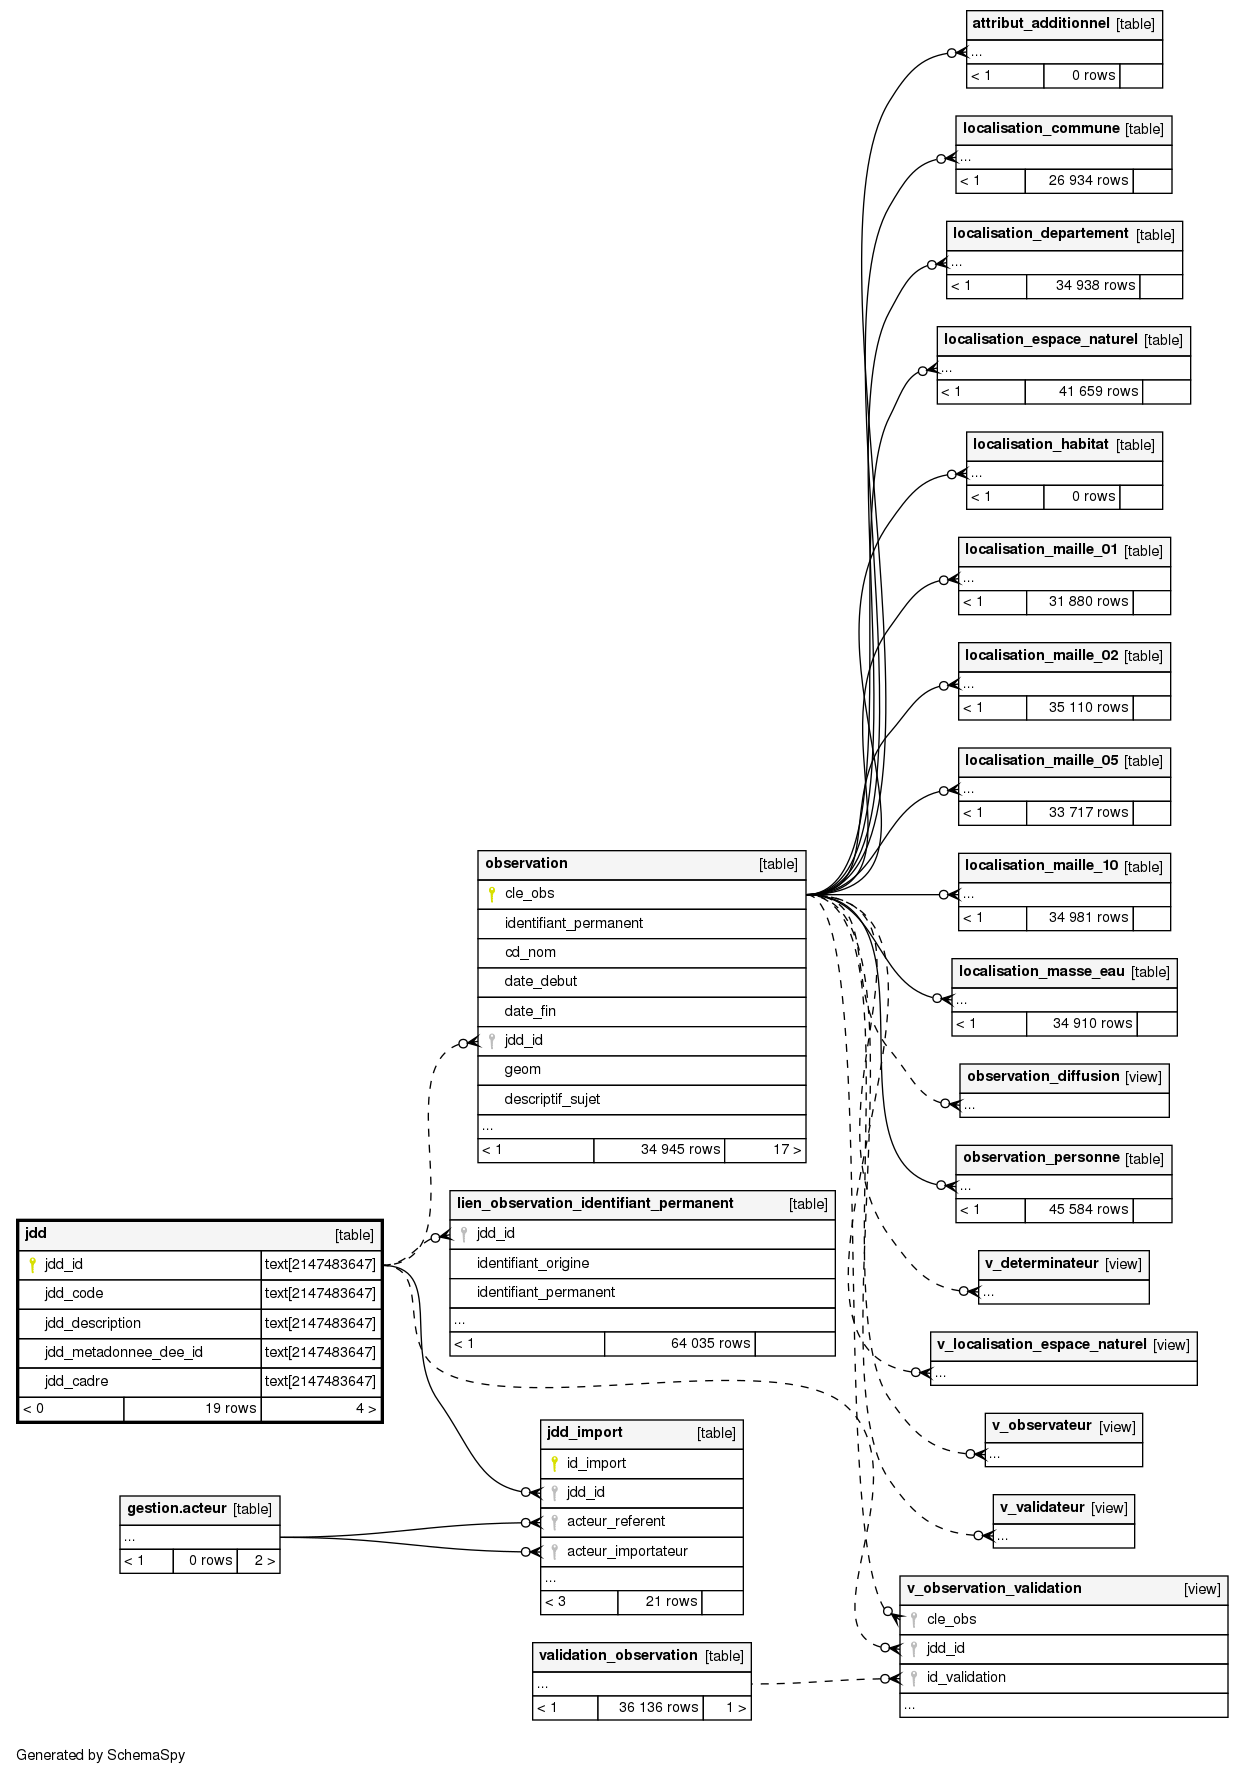 attribut_additionnel [table]
...
< 1 0 rows
localisation_commune [table]
...
< 1 26 934 rows
localisation_departement [table]
...
< 1 34 938 rows
localisation_espace_naturel [table]
...
< 1 41 659 rows
localisation_habitat [table]
...
< 1 0 rows
localisation_maille_01 [table]
...
< 1 31 880 rows
localisation_maille_02 [table]
...
< 1 35 110 rows
localisation_maille_05 [table]
...
< 1 33 717 rows
localisation_maille_10 [table]
...
< 1 34 981 rows
localisation_masse_eau [table]
...
< 1 34 910 rows
observation_diffusion [view]
...
observation_personne [table]
...
< 1 45 584 rows
v_determinateur [view]
...
v_localisation_espace_naturel [view]
...
v_observateur [view]
...
v_validateur [view]
...
v_observation_validation [view]
cle_obs
jdd_id
id_validation
...
observation [table]
cle_obs
identifiant_permanent
cd_nom
date_debut
date_fin
jdd_id
geom
descriptif_sujet
...
< 1 34 945 rows 17 >
lien_observation_identifiant_permanent [table]
jdd_id
identifiant_origine
identifiant_permanent
...
< 1 64 035 rows
jdd [table]
jdd_id text[2147483647]
jdd_code text[2147483647]
jdd_description text[2147483647]
jdd_metadonnee_dee_id text[2147483647]
jdd_cadre text[2147483647]
< 0 19 rows 4 >
jdd_import [table]
id_import
jdd_id
acteur_referent
acteur_importateur
...
< 3 21 rows
gestion.acteur [table]
...
< 1 0 rows 2 >
validation_observation [table]
...
< 1 36 136 rows 1 >
Generated by SchemaSpy